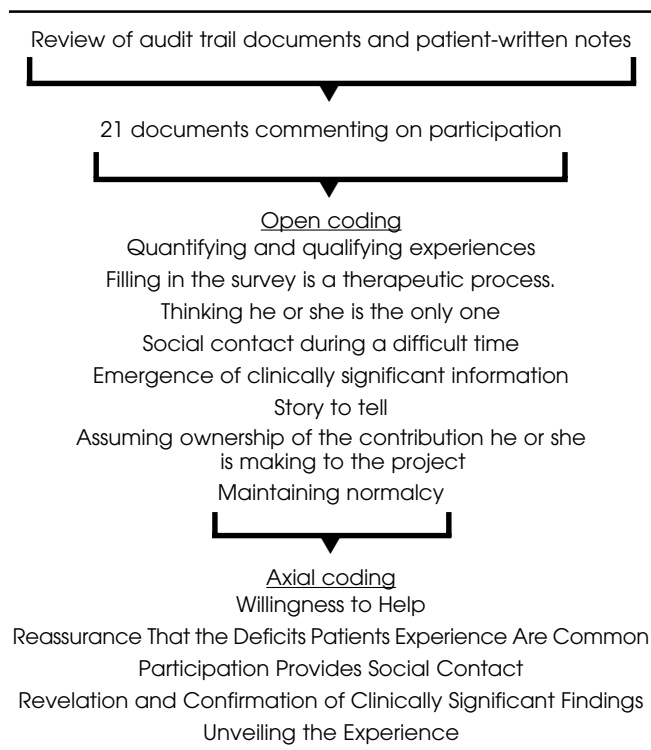 Review of audit trail documents and patient-written notes
21 documents commenting on participation
Open coding
Quantifying and qualifying experiences
Filling in the survey is a therapeutic process.
Thinking he or she is the only one
Social contact during a difficult time
Emergence of clinically significant information
Story to tell
Assuming ownership of the contribution he or she
is making to the project
Maintaining normalcy
Axial coding
Willingness to Help
Reassurance That the Deficits Patients Experience Are Common
Participation Provides Social Contact
Revelation and Confirmation of Clinically Significant Findings
Unveiling the Experience